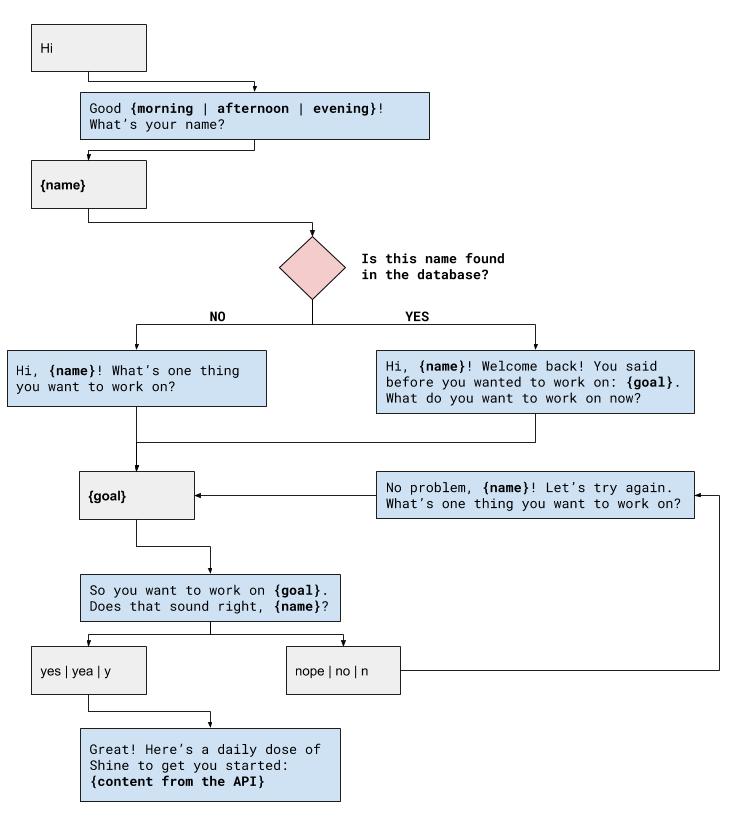 Hi
Good {morning | afternoon | evening}!
What's your name?
{name}
Is this name found
in the database?
NO
YES
Hi, {name}! What's one thing
you want to work on?
Hi, {name}! Welcome back! You said
before you wanted to work on: {goal}.
What do you want to work on now?
{goal}
No problem, {name}! Let's try again.
What's one thing you want to work on?
So you want to work on {goal}.
Does that sound right, {name}?
yes | yea | y
nope | no | n
Great! Here's a daily dose of
Shine to get you started:
{content from the API}